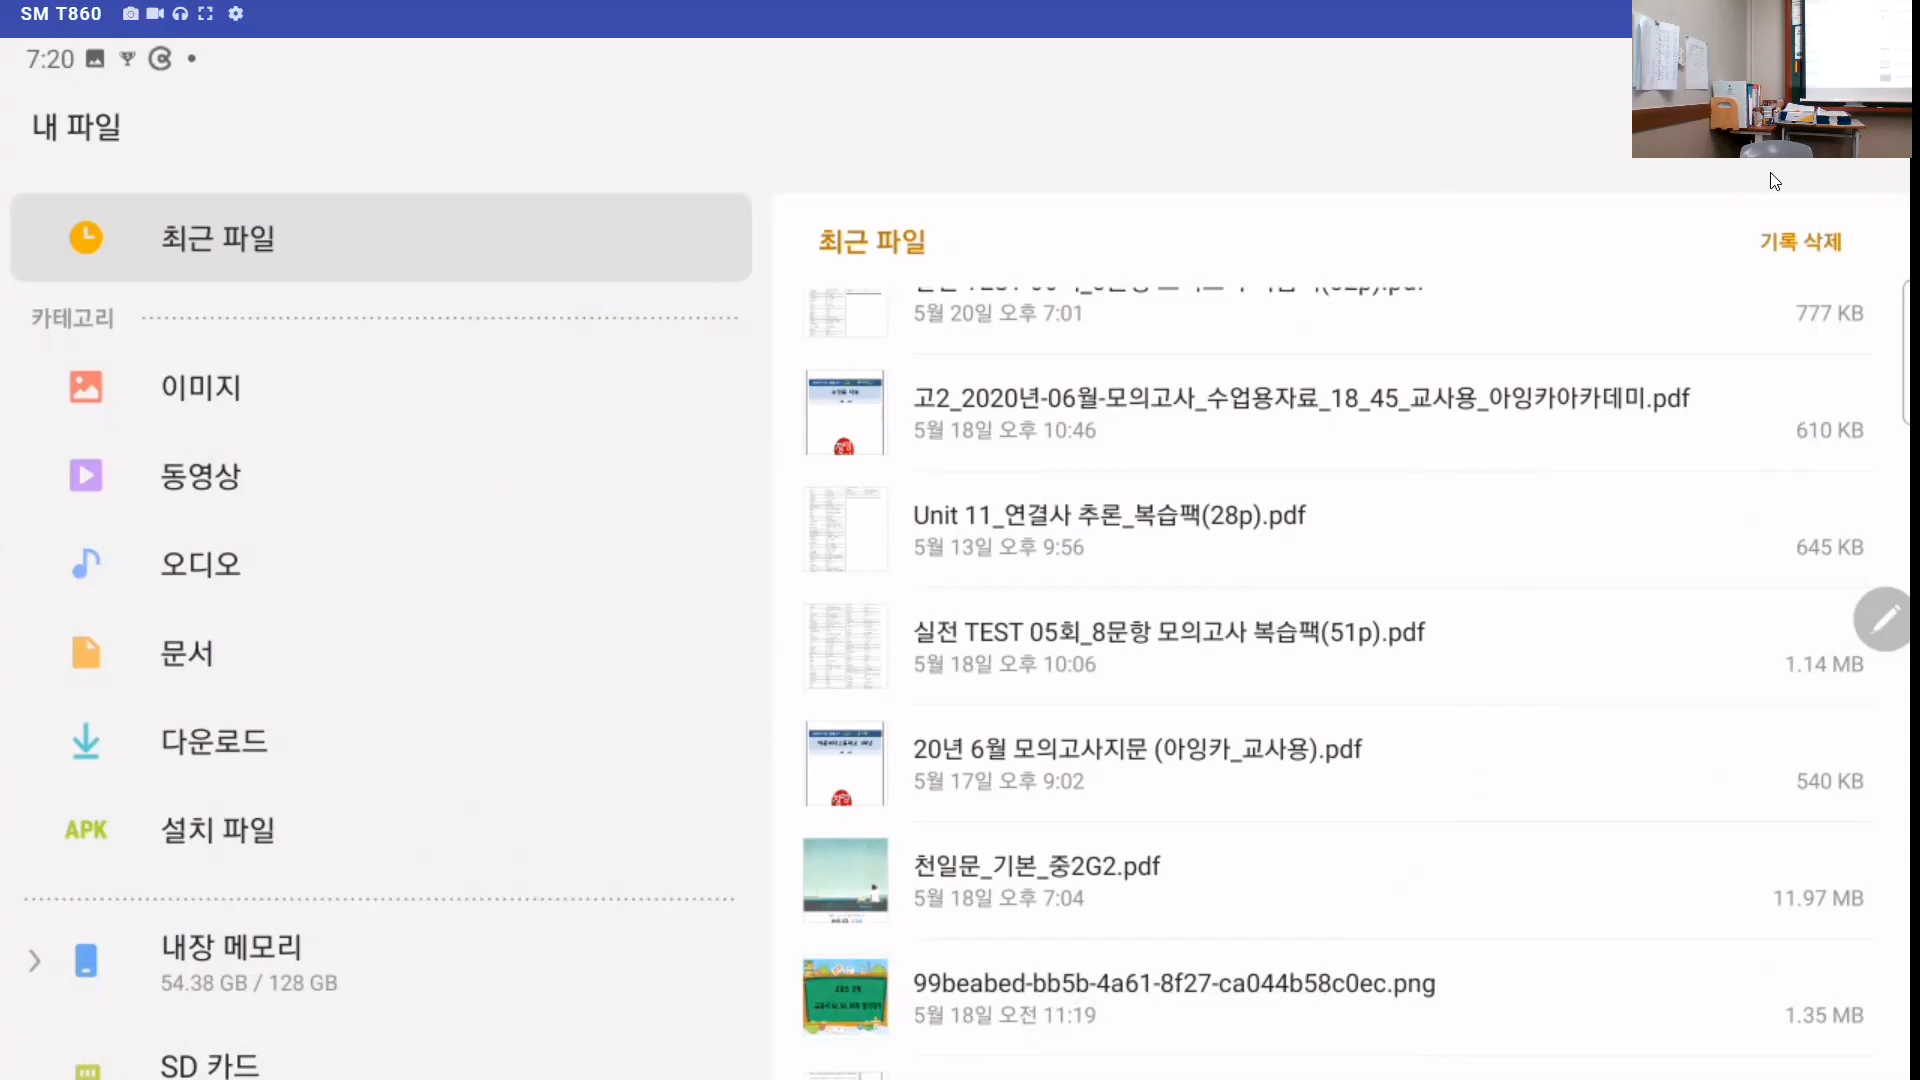 SM T860
7:20
내 파일
최근 파일
카테고리
이미지
동영상
오디오
문서
다운로드
APK 설치 파일
내장 메모리
54.38 GB / 128 GB
SD 카드
최근 파일
기록 삭제
5월 20일 오후 7:01
777 KB
고2_2020년-06월-모의고사_수업용자료_18_45_교사용_아잉카아카데미.pdf
5월 18일 오후 10:46
610 KB
Unit 11_연결사 추론_복습팩(28p).pdf
5월 13일 오후 9:56
645 KB
실전 TEST 05회_8문항 모의고사 복습팩(51p).pdf
5월 18일 오후 10:06
1.14 MB
20년 6월 모의고사지문 (아잉카_교사용).pdf
5월 17일 오후 9:02
540 KB
천일문_기본_중2G2.pdf
5월 18일 오후 7:04
11.97 MB
99beabed-bb5b-4a61-8f27-ca044b58c0ec.png
5월 18일 오전 11:19
1.35 MB